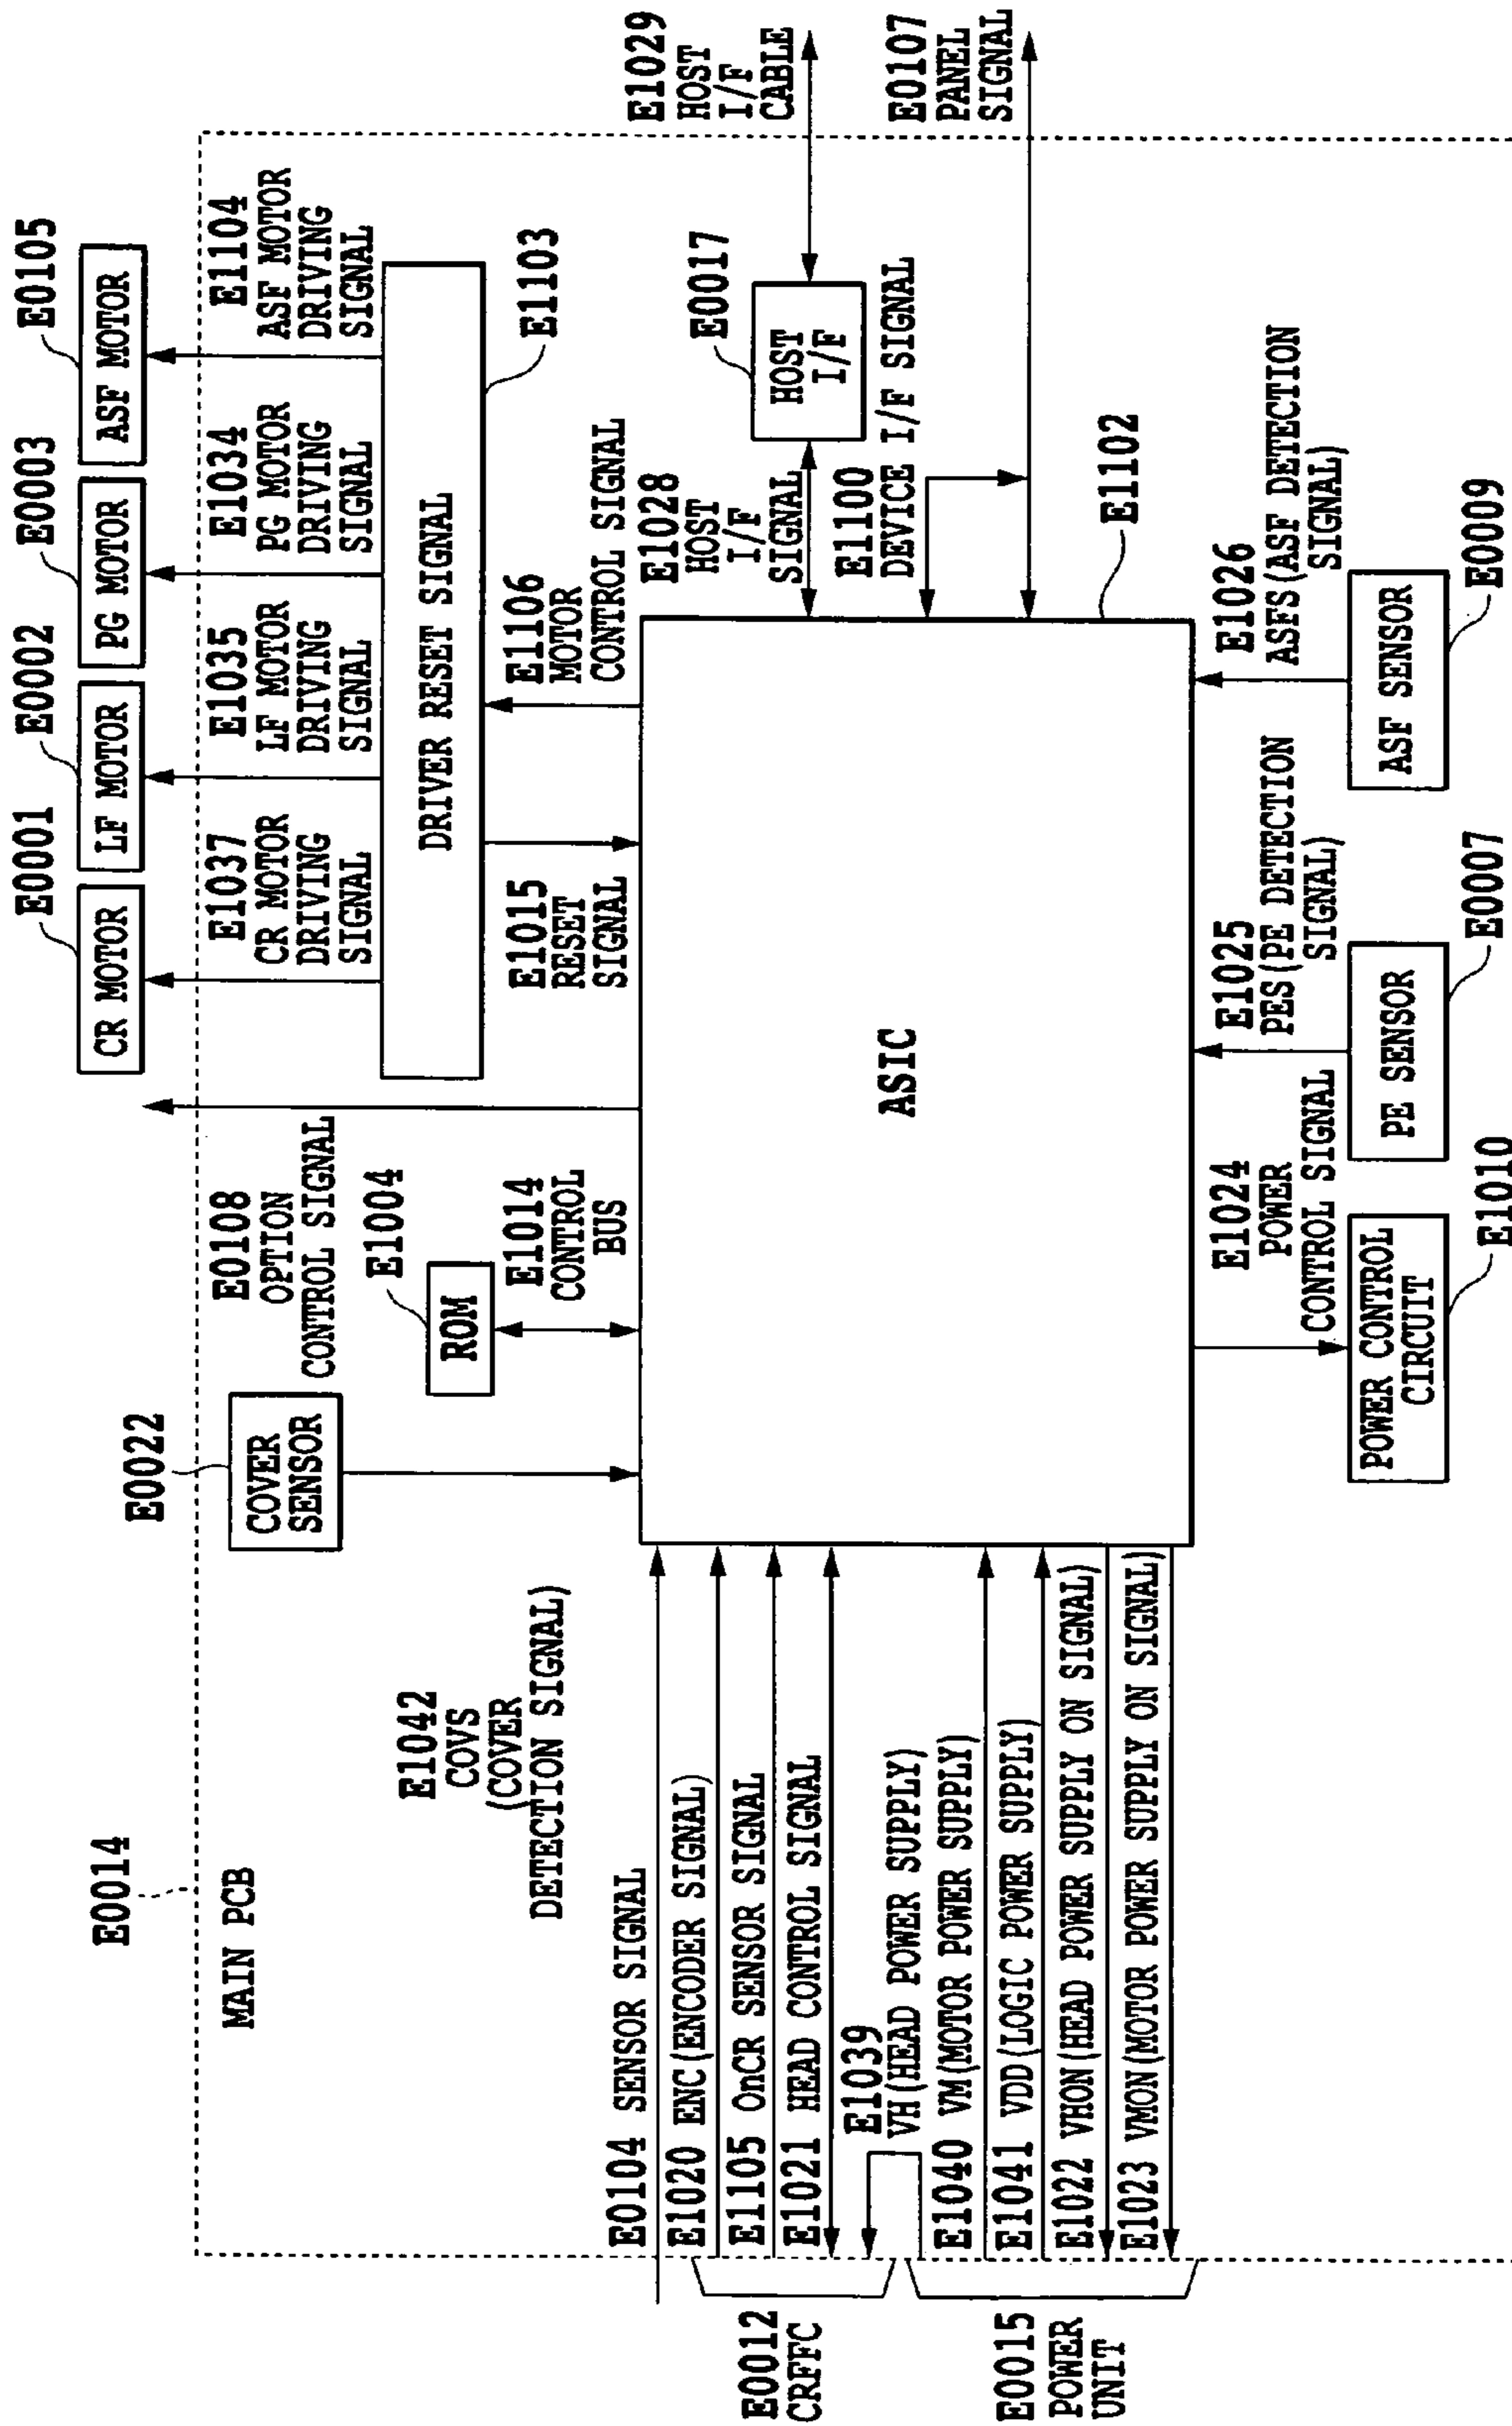 E0014
MAIN PCB
E0022
COVER
SENSOR
E1042
COVS
(COVER
DETECTION SIGNAL)
E0108
OPTION
CONTROL SIGNAL
E1004
ROM
E1014
CONTROL
BUS
E0001
CR MOTOR
E0002
LF MOTOR
E0003
PG MOTOR
E0105
ASF MOTOR
E1037
CR MOTOR
DRIVING
SIGNAL
E1035
LF MOTOR
DRIVING
SIGNAL
E1034
PG MOTOR
DRIVING
SIGNAL
E1104
ASF MOTOR
DRIVING
SIGNAL
DRIVER RESET SIGNAL
E1103
E1015
RESET
SIGNAL
E1106
MOTOR
CONTROL SIGNAL
E1028
HOST
I/F
SIGNAL
E0017
HOST
I/F
E1029
HOST
I/F
CABLE
E1100
DEVICE I/F SIGNAL
E0107
PANEL
SIGNAL
E1102
ASIC
E0104 SENSOR SIGNAL
E1020 ENC(ENCODER SIGNAL)
E1105 OnCR SENSOR SIGNAL
E1021 HEAD CONTROL SIGNAL
E1039
VH(HEAD POWER SUPPLY)
E1040 VM(MOTOR POWER SUPPLY)
E1041 VDD(LOGIC POWER SUPPLY)
E1022 VHON(HEAD POWER SUPPLY ON SIGNAL)
E1023 VMON(MOTOR POWER SUPPLY ON SIGNAL)
E0012
CRFFC
E0015
POWER
UNIT
E1024
POWER
CONTROL SIGNAL
POWER CONTROL
CIRCUIT
E1010
E1025
PES(PE DETECTION
SIGNAL)
PE SENSOR
E0007
E1026
ASFS(ASF DETECTION
SIGNAL)
ASF SENSOR
E0009